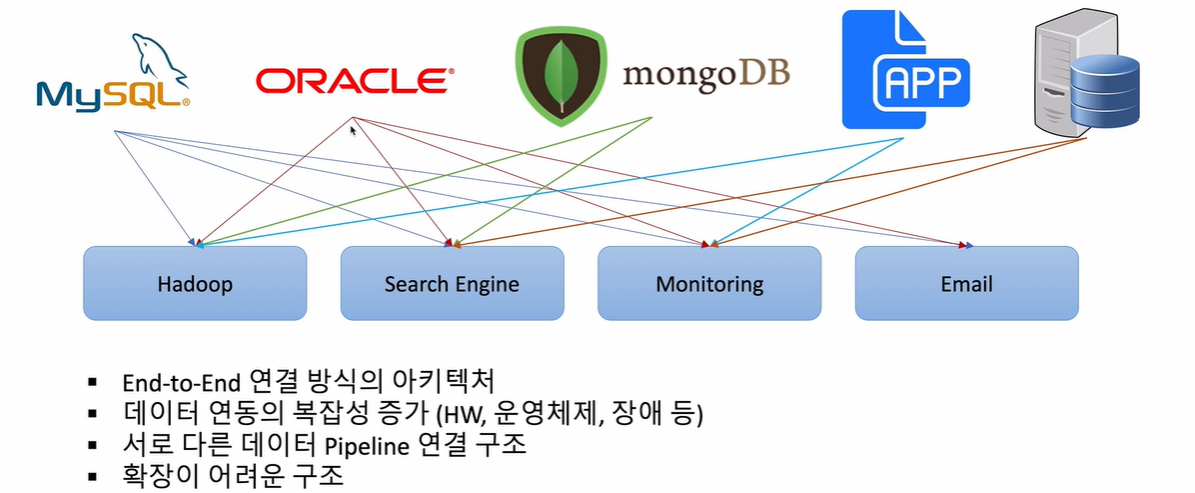 MySQL®
ORACLE®
mongoDB
APP
Hadoop
Search Engine
Monitoring
Email
▪ End-to-End 연결 방식의 아키텍처
▪ 데이터 연동의 복잡성 증가 (HW, 운영체제, 장애 등)
▪ 서로 다른 데이터 Pipeline 연결 구조
▪ 확장이 어려운 구조